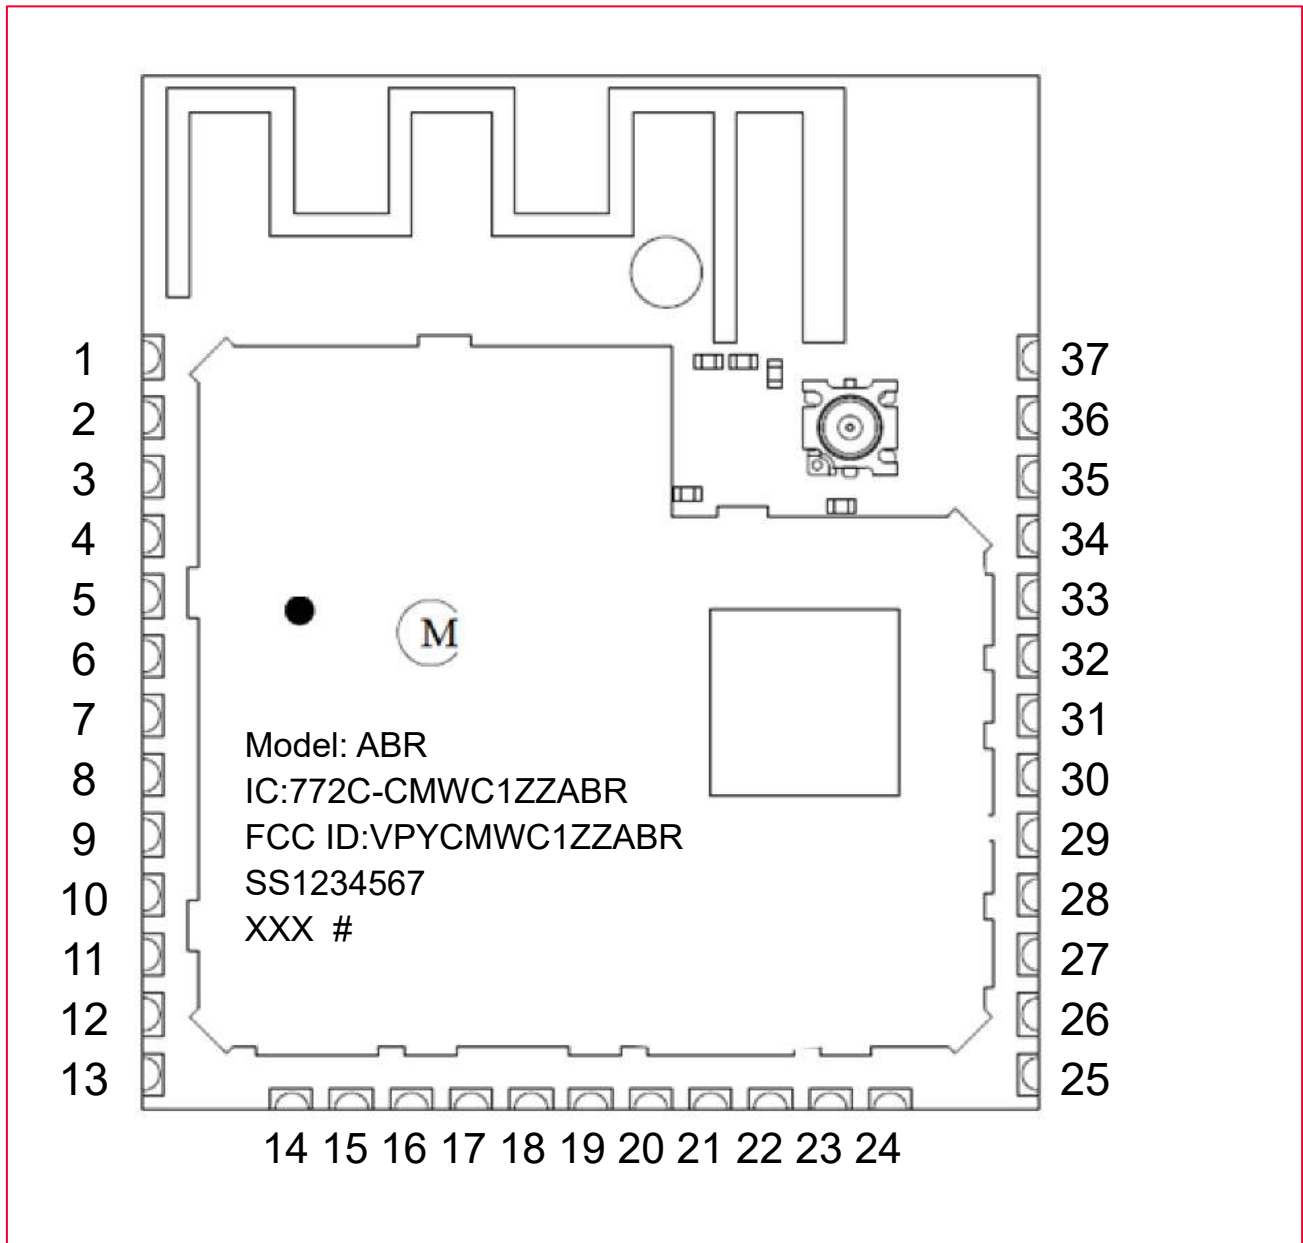 1 37
2 36
3 35
4 34
5 33
6 M 32
7 31
Model: ABR
8 30
IC:772C-CMWC1ZZABR
9 FCC ID:VPYCMWC1ZZABR 29
10 SS1234567 28
XXX #
11 27
12 26
13 25
14 15 16 17 18 19 20 21 22 23 24